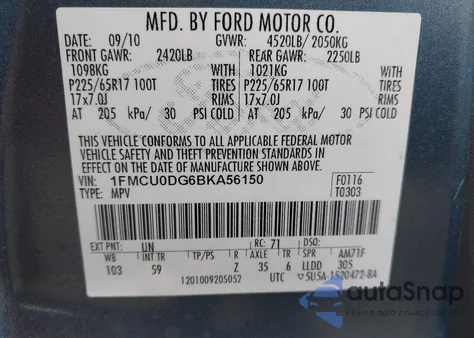 MFD. BY FORD MOTOR CO.
DATE: 09/10 GVWR: 4520LB/ 2050KG
FRONT GAWR: 2420LB REAR GAWR: 2250LB
1098KG WITH 1021KG WITH
P225/65R17 100T TIRES P225/65R17 100T TIRES
17x7.0J RIMS 17x7.0J RIMS
AT 205 kPa/ 30 PSI COLD AT 205 kPa/ 30 PSI COLD
THIS VEHICLE CONFORMS TO ALL APPLICABLE FEDERAL MOTOR
VEHICLE SAFETY AND THEFT PREVENTION STANDARDS IN
EFFECT ON THE DATE OF MANUFACTURE SHOWN ABOVE.
VIN: 1FMCU0DG6BKA56150 F0116
TYPE: MPV T0303
EXT PNT: UN RC: 71 DSO:
WB INT TR TP/PS R AXLE TR SPR AM71F
103 59 Z 35 6 LLDD 305
1201009205052 UTC ▽5U5A-1520472-BA
autoSnap